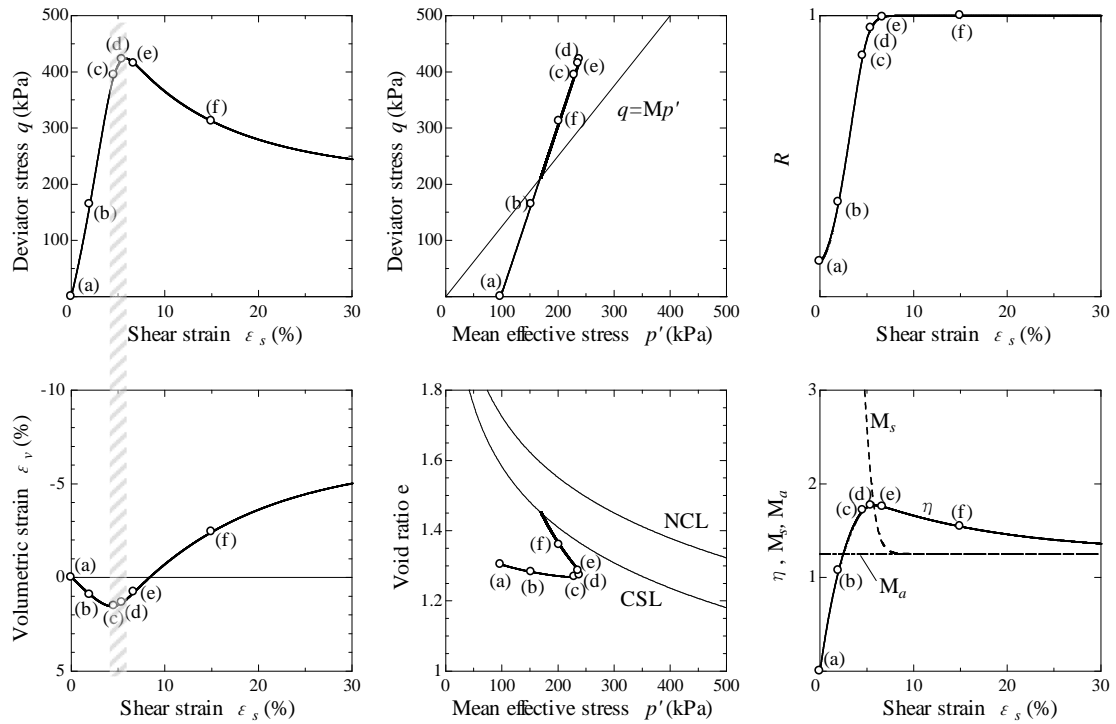 500
400
300
200
100
0
10
20
30
Deviator stress q (kPa)
Shear strain ε s (%)
(a)
(b)
(c)
(d)
(e)
(f)
500
400
300
200
100
0
100
200
300
400
500
Deviator stress q (kPa)
Mean effective stress p' (kPa)
q=Mp'
(a)
(b)
(c)
(d)
(e)
(f)
1
0
10
20
30
R
Shear strain ε s (%)
(a)
(b)
(c)
(d)
(e)
(f)
-10
-5
0
5
0
10
20
30
Volumetric strain ε v (%)
Shear strain ε s (%)
(a)
(b)
(c)
(d)
(e)
(f)
1.8
1.6
1.4
1.2
1
0
100
200
300
400
500
Void ratio e
Mean effective stress p' (kPa)
NCL
CSL
(a)
(b)
(c)
(d)
(e)
(f)
3
2
1
0
10
20
30
η , Ms, Ma
Shear strain ε s (%)
Ms
η
Ma
(a)
(b)
(c)
(d)
(e)
(f)